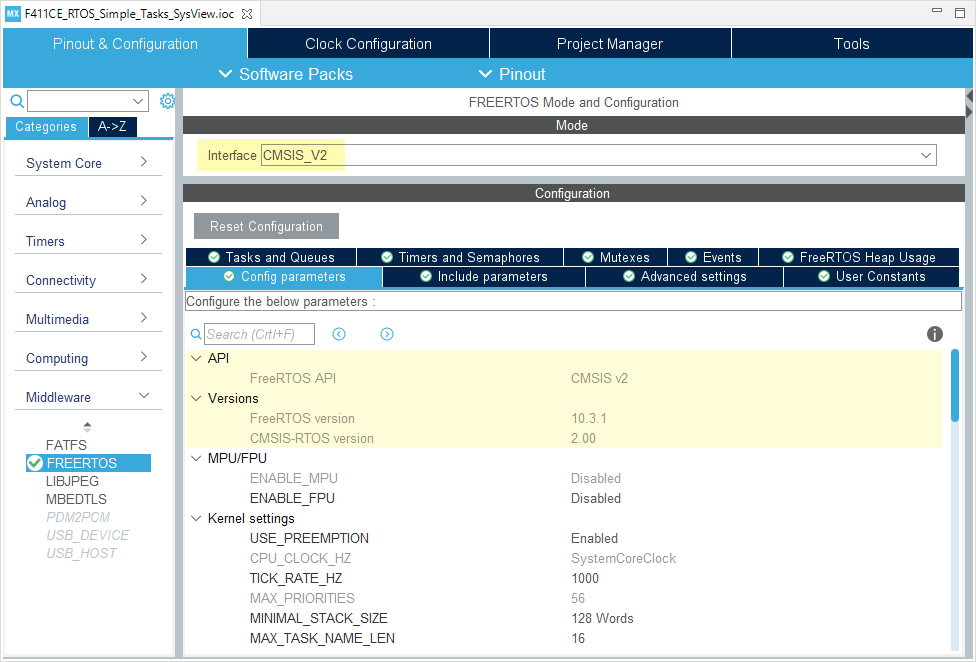 MX F411CE_RTOS_Simple_Tasks_SysView.ioc
Pinout & Configuration Clock Configuration Project Manager Tools
Software Packs Pinout
Categories A->Z
System Core
Analog
Timers
Connectivity
Multimedia
Computing
Middleware
FATFS
FREERTOS
LIBJPEG
MBEDTLS
PDM2PCM
USB_DEVICE
USB_HOST
FREERTOS Mode and Configuration
Mode
Interface CMSIS_V2
Configuration
Reset Configuration
Tasks and Queues Timers and Semaphores Mutexes Events FreeRTOS Heap Usage
Config parameters Include parameters Advanced settings User Constants
Configure the below parameters :
Search (Crtl+F)
API
FreeRTOS API CMSIS v2
Versions
FreeRTOS version 10.3.1
CMSIS-RTOS version 2.00
MPU/FPU
ENABLE_MPU Disabled
ENABLE_FPU Disabled
Kernel settings
USE_PREEMPTION Enabled
CPU_CLOCK_HZ SystemCoreClock
TICK_RATE_HZ 1000
MAX_PRIORITIES 56
MINIMAL_STACK_SIZE 128 Words
MAX_TASK_NAME_LEN 16